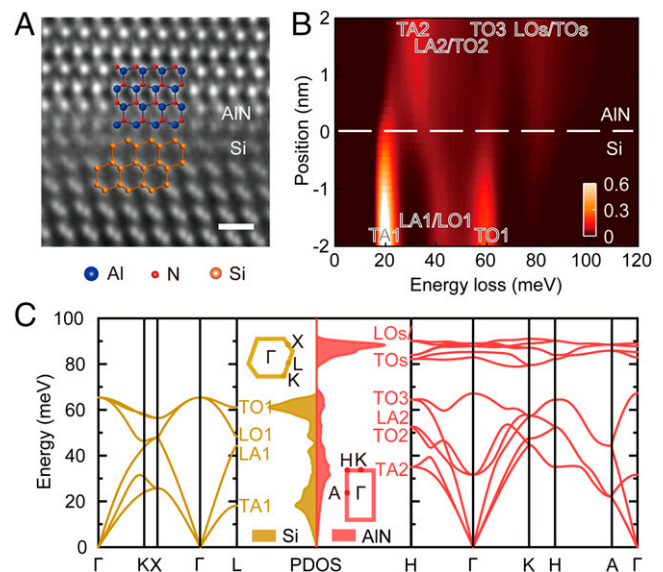 A
AlN
Si
Al N Si
B
TA2 TO3 LOs/TOs
LA2/TO2
AlN
Si
LA1/LO1
TA1 TO1
0.6
0.3
0
2
1
0
-1
-2
Position (nm)
0 20 40 60 80 100 120
Energy loss (meV)
C
100
80
60
40
20
0
Energy (meV)
X
Γ
L
K
TO1
LO1
LA1
TA1
H K
A Γ
Si AlN
LOs/
TOs
TO3
LA2
TO2
TA2
Γ K X Γ L PDOS H Γ K H A Γ